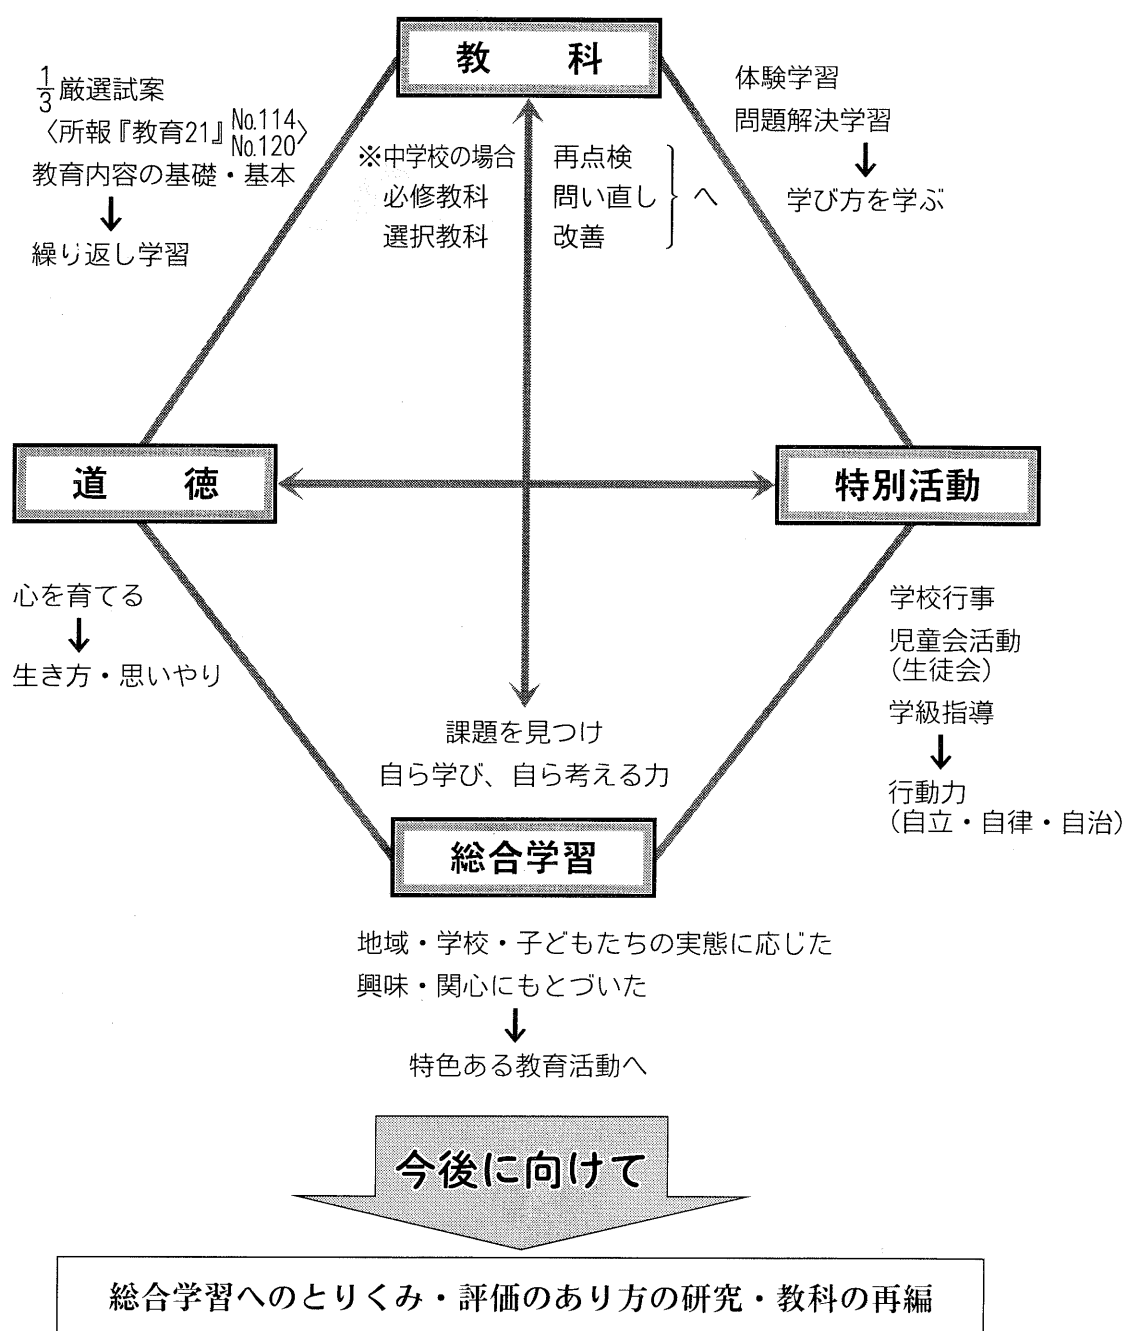 教 科
1/3 厳選試案
〈所報『教育21』No.114 No.120〉
教育内容の基礎・基本
↓
繰り返し学習
※中学校の場合
必修教科
選択教科
再点検
問い直し
改善
へ
体験学習
問題解決学習
↓
学び方を学ぶ
道 徳
特別活動
心を育てる
↓
生き方・思いやり
学校行事
児童会活動
(生徒会)
学級指導
↓
行動力
(自立・自律・自治)
課題を見つけ
自ら学び、自ら考える力
総合学習
地域・学校・子どもたちの実態に応じた
興味・関心にもとづいた
↓
特色ある教育活動へ
今後に向けて
総合学習へのとりくみ・評価のあり方の研究・教科の再編